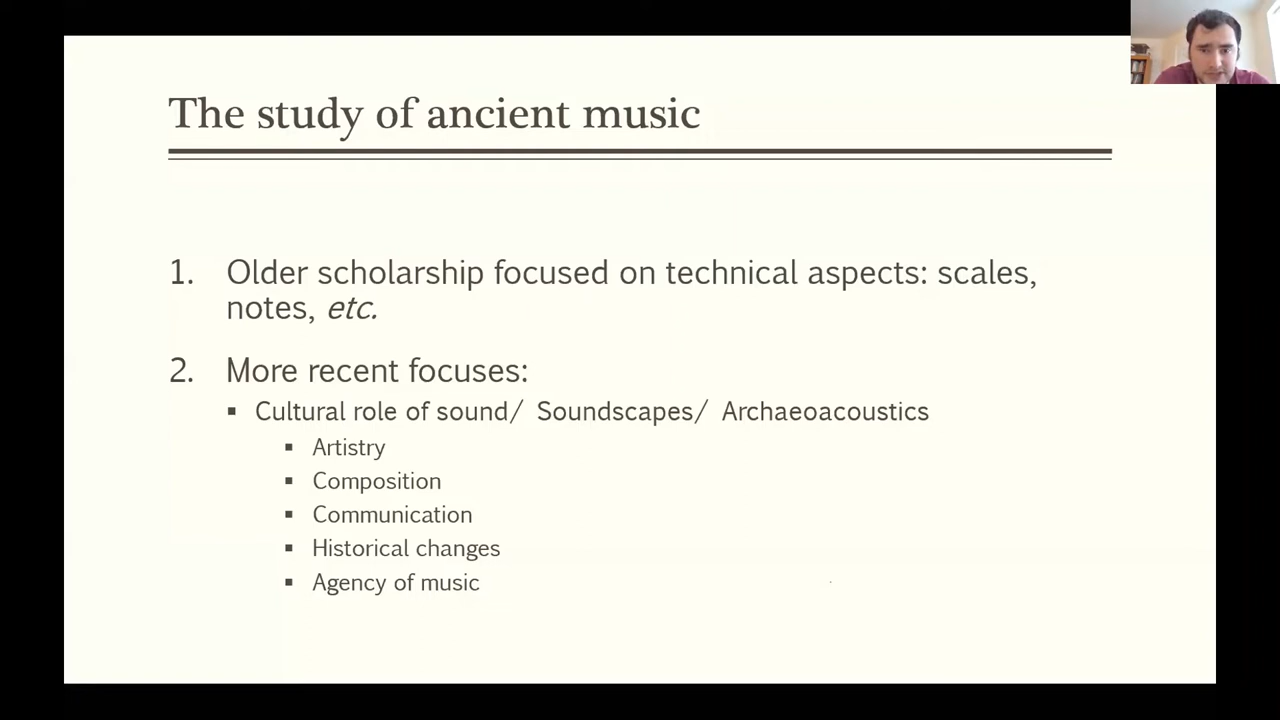 The study of ancient music
1. Older scholarship focused on technical aspects: scales,
notes, etc.
2. More recent focuses:
▪ Cultural role of sound/ Soundscapes/ Archaeoacoustics
▪ Artistry
▪ Composition
▪ Communication
▪ Historical changes
▪ Agency of music